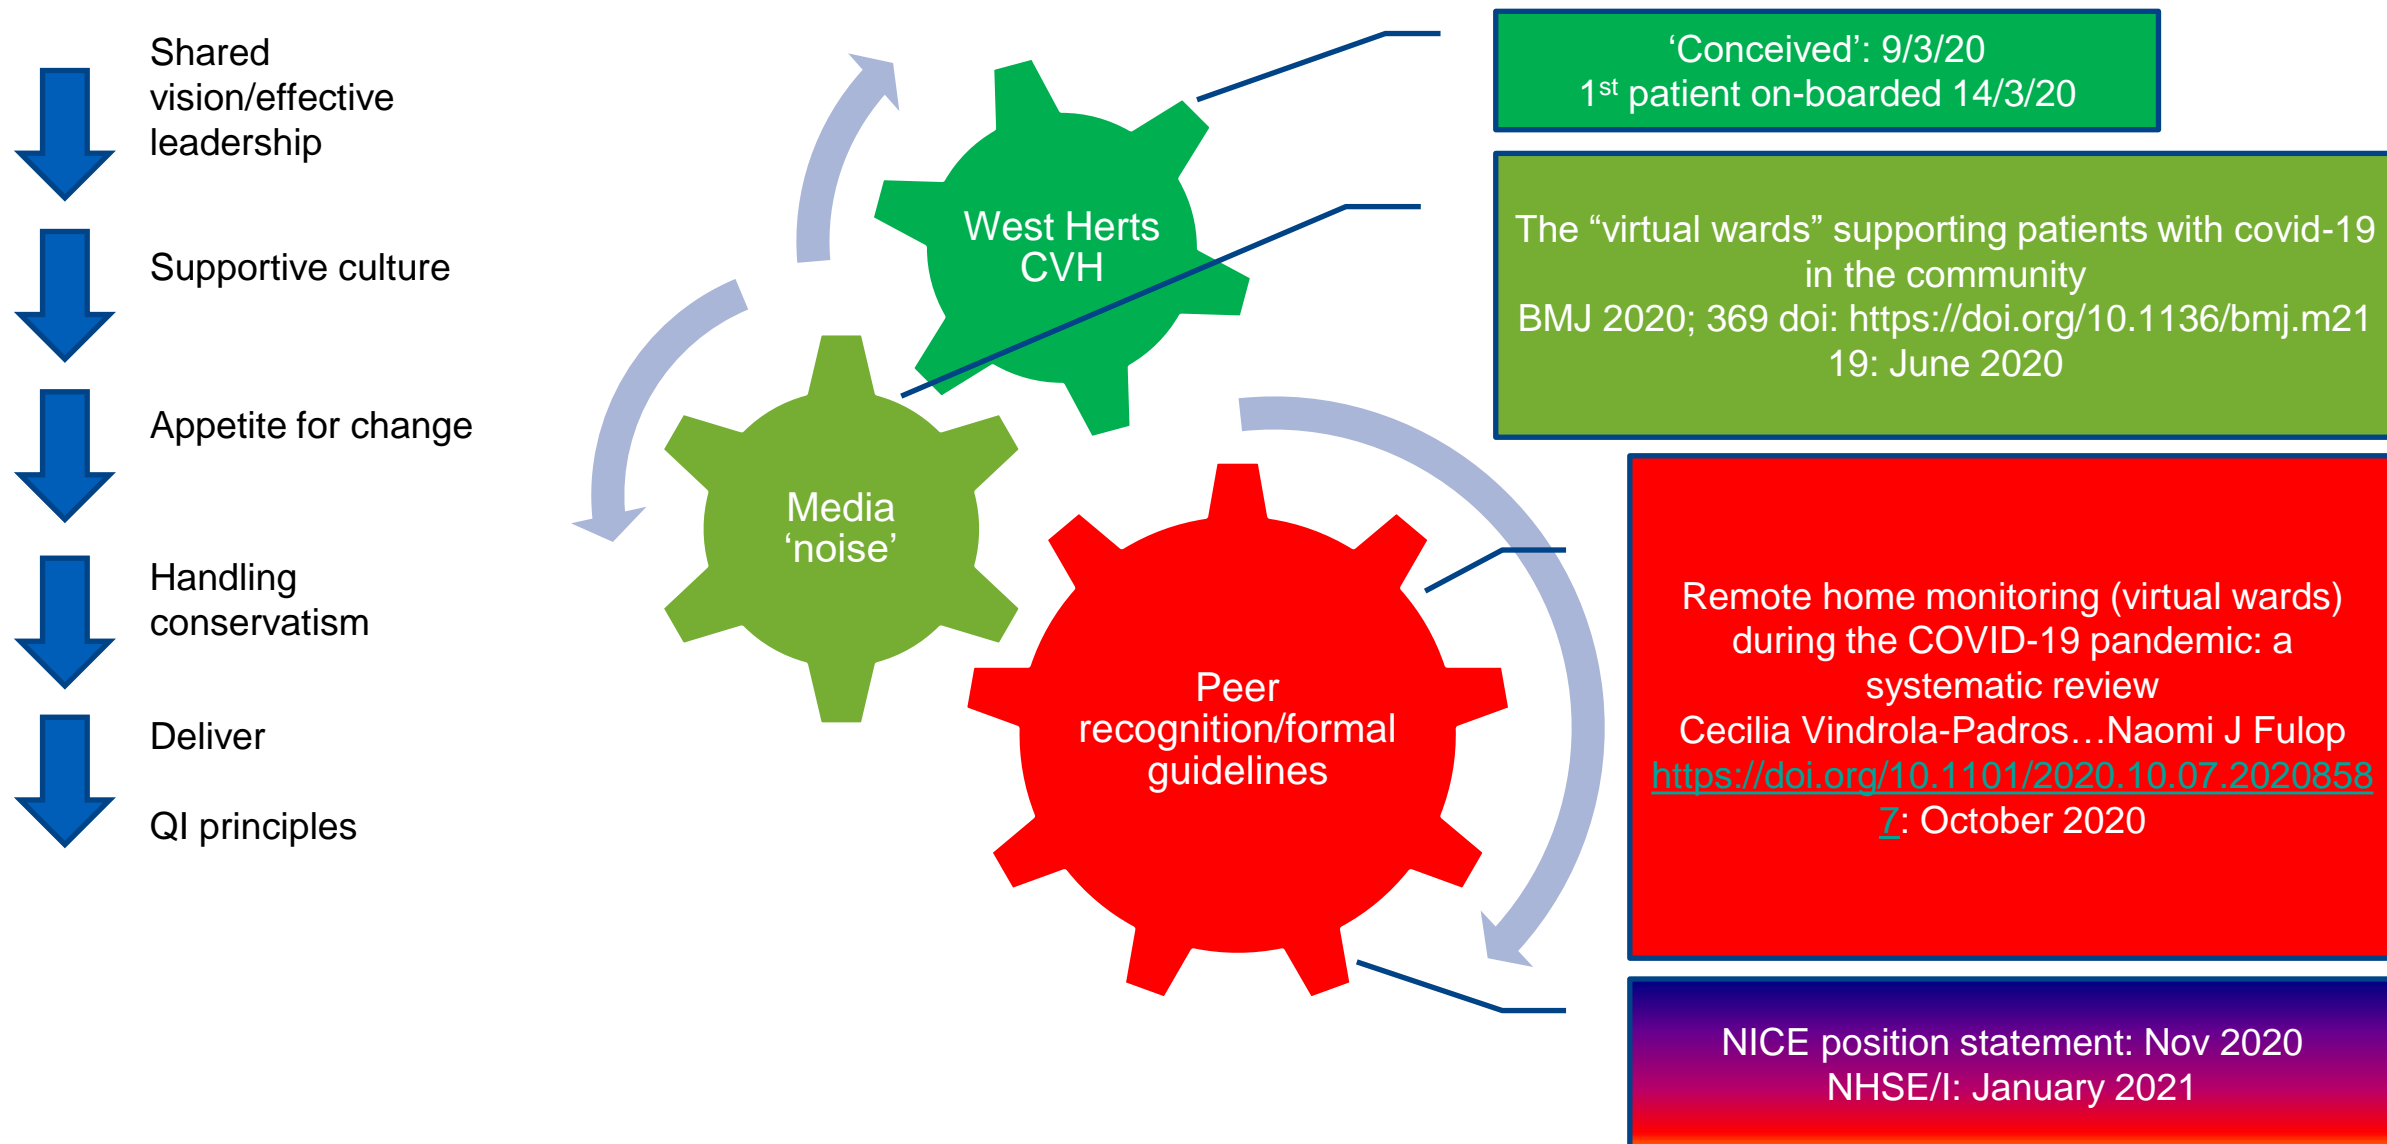 Shared
vision/effective
leadership
Supportive culture
Appetite for change
Handling
conservatism
Deliver
QI principles
West Herts
CVH
Media
‘noise’
Peer
recognition/formal
guidelines
‘Conceived’: 9/3/20
1st patient on-boarded 14/3/20
The “virtual wards” supporting patients with covid-19
in the community
BMJ 2020; 369 doi: https://doi.org/10.1136/bmj.m21
19: June 2020
Remote home monitoring (virtual wards)
during the COVID-19 pandemic: a
systematic review
Cecilia Vindrola-Padros…Naomi J Fulop
https://doi.org/10.1101/2020.10.07.2020858
7: October 2020
NICE position statement: Nov 2020
NHSE/I: January 2021